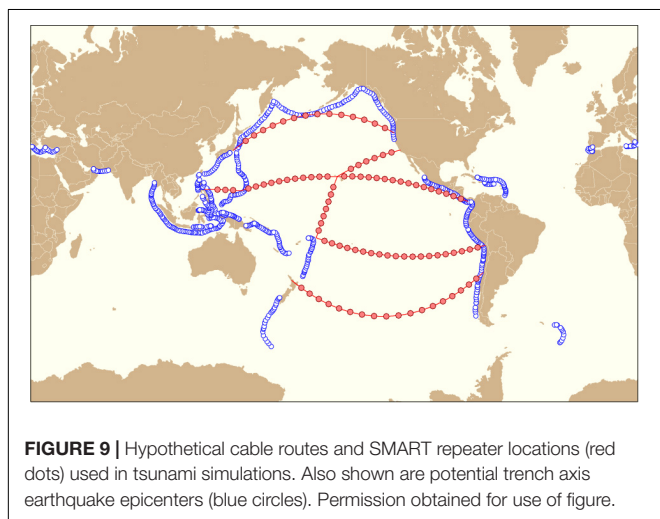 FIGURE 9 | Hypothetical cable routes and SMART repeater locations (red
dots) used in tsunami simulations. Also shown are potential trench axis
earthquake epicenters (blue circles). Permission obtained for use of figure.